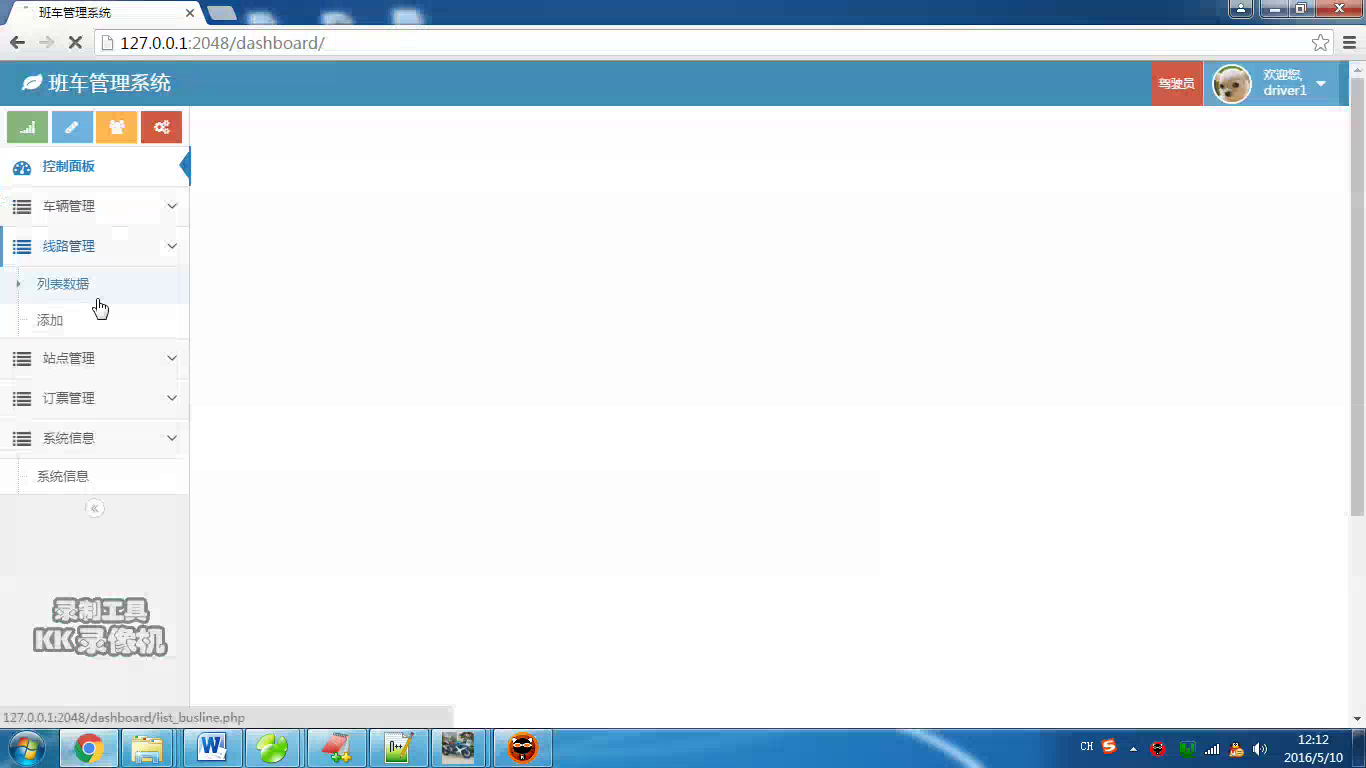 班车管理系统
127.0.0.1:2048/dashboard/
班车管理系统
驾驶员
欢迎您,
driver1
控制面板
车辆管理
线路管理
列表数据
添加
站点管理
订票管理
系统信息
系统信息
录制工具
KK录像机
127.0.0.1:2048/dashboard/list_busline.php
CH
12:12
2016/5/10